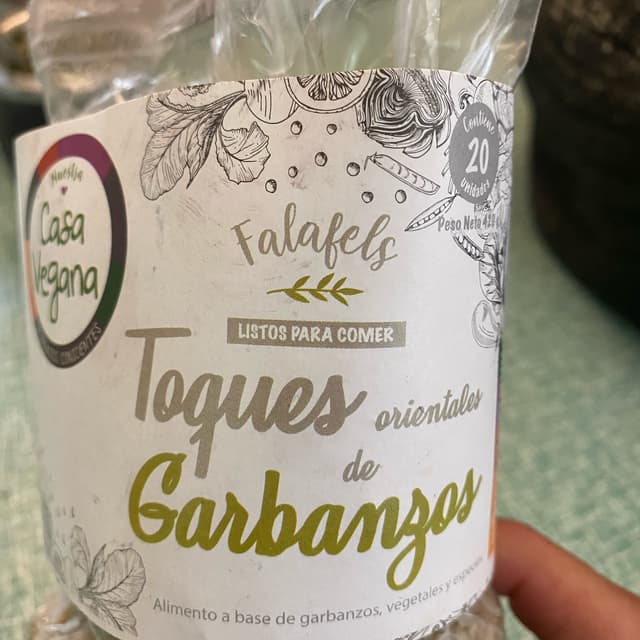 Nuestra
Casa
Vegana
Contiene
20
unidades
Peso Neto
Falafels
LISTOS PARA COMER
Toques orientales
de
Garbanzos
Alimento a base de garbanzos, vegetales y especias